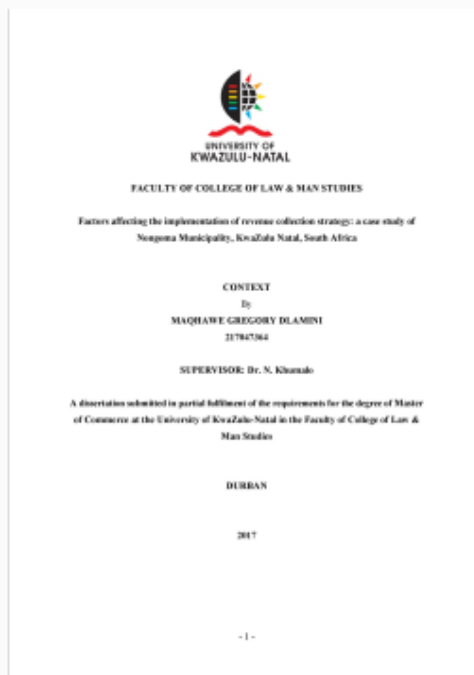 UNIVERSITY OF
KWAZULU-NATAL
FACULTY OF COLLEGE OF LAW & MAN STUDIES
Factors affecting the implementation of revenue collection strategy: a case study of
Nongoma Municipality, KwaZulu Natal, South Africa
CONTEXT
By
MAQHAWE GREGORY DLAMINI
217047364
SUPERVISOR: Dr. N. Khumalo
A dissertation submitted in partial fulfilment of the requirements for the degree of Master
of Commerce at the University of KwaZulu-Natal in the Faculty of College of Law &
Man Studies
DURBAN
2017
- 1 -